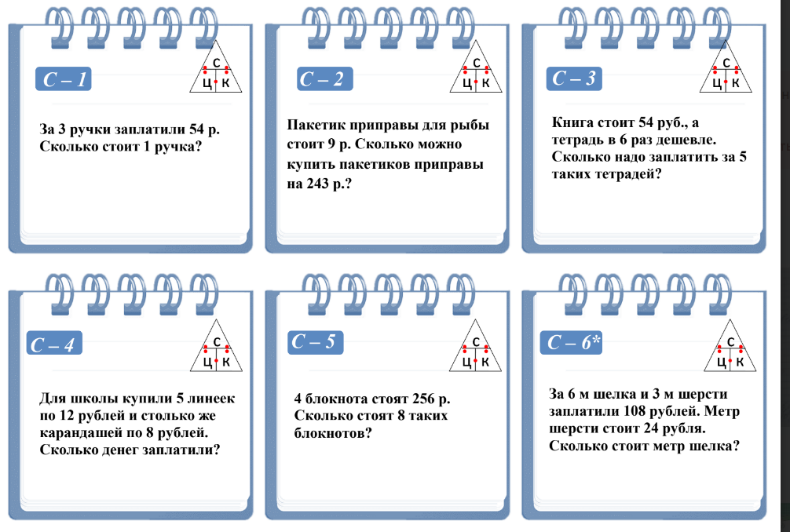 С – 1
С
Ц К
За 3 ручки заплатили 54 р.
Сколько стоит 1 ручка?
С – 2
С
Ц К
Пакетик приправы для рыбы
стоит 9 р. Сколько можно
купить пакетиков приправы
на 243 р.?
С – 3
С
Ц К
Книга стоит 54 руб., а
тетрадь в 6 раз дешевле.
Сколько надо заплатить за 5
таких тетрадей?
С – 4
С
Ц К
Для школы купили 5 линеек
по 12 рублей и столько же
карандашей по 8 рублей.
Сколько денег заплатили?
С – 5
С
Ц К
4 блокнота стоят 256 р.
Сколько стоят 8 таких
блокнотов?
С – 6*
С
Ц К
За 6 м шелка и 3 м шерсти
заплатили 108 рублей. Метр
шерсти стоит 24 рубля.
Сколько стоит метр шелка?